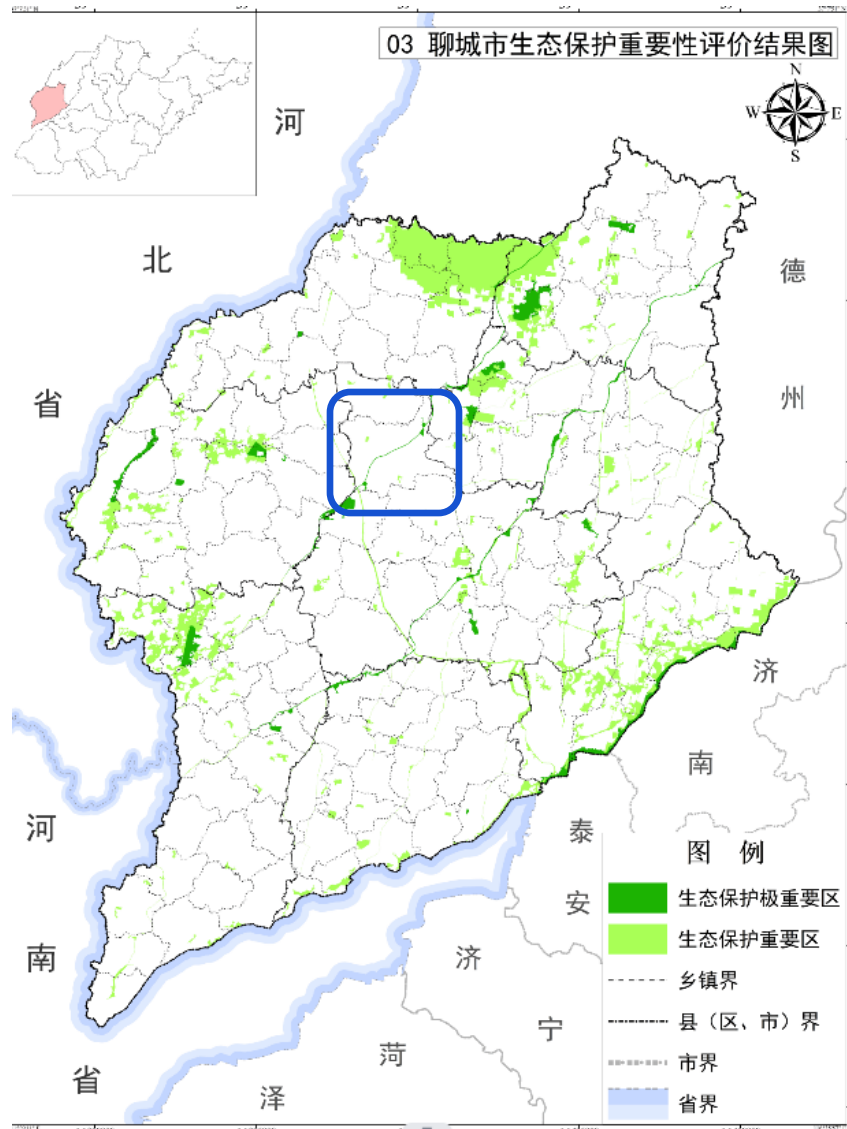 03 聊城市生态保护重要性评价结果图
N
W E
S
河
北
省
德
州
济
南
河
南
省
泰
安
济
宁
菏
泽
图 例
生态保护极重要区
生态保护重要区
乡镇界
县（区、市）界
市界
省界